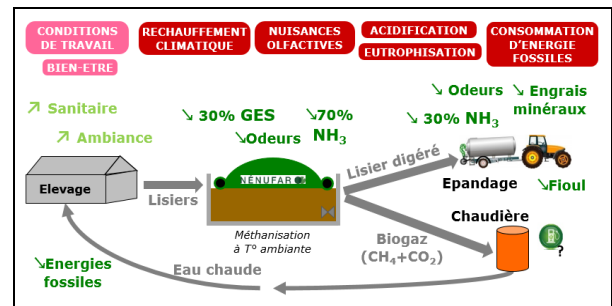 CONDITIONS
DE TRAVAIL
BIEN-ETRE
RECHAUFFEMENT
CLIMATIQUE
NUISANCES
OLFACTIVES
ACIDIFICATION
EUTROPHISATION
CONSOMMATION
D'ENERGIE
FOSSILES
↗ Sanitaire
↗ Ambiance
↘ 30% GES
↘70%
NH3
↘Odeurs
↘ Odeurs
↘ 30% NH3
↘ Engrais
minéraux
Elevage
Lisiers
NÉNUFAR
Méthanisation
à T° ambiante
Lisier digéré
Epandage
↘Fioul
Chaudière
Biogaz
(CH4+CO2)
?
Eau chaude
↘Energies
fossiles